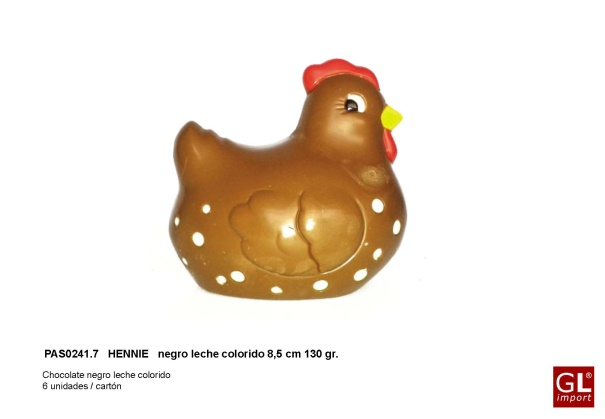 PAS0241.7 HENNIE negro leche colorido 8,5 cm 130 gr.
Chocolate negro leche colorido
6 unidades / cartón
GL®
import